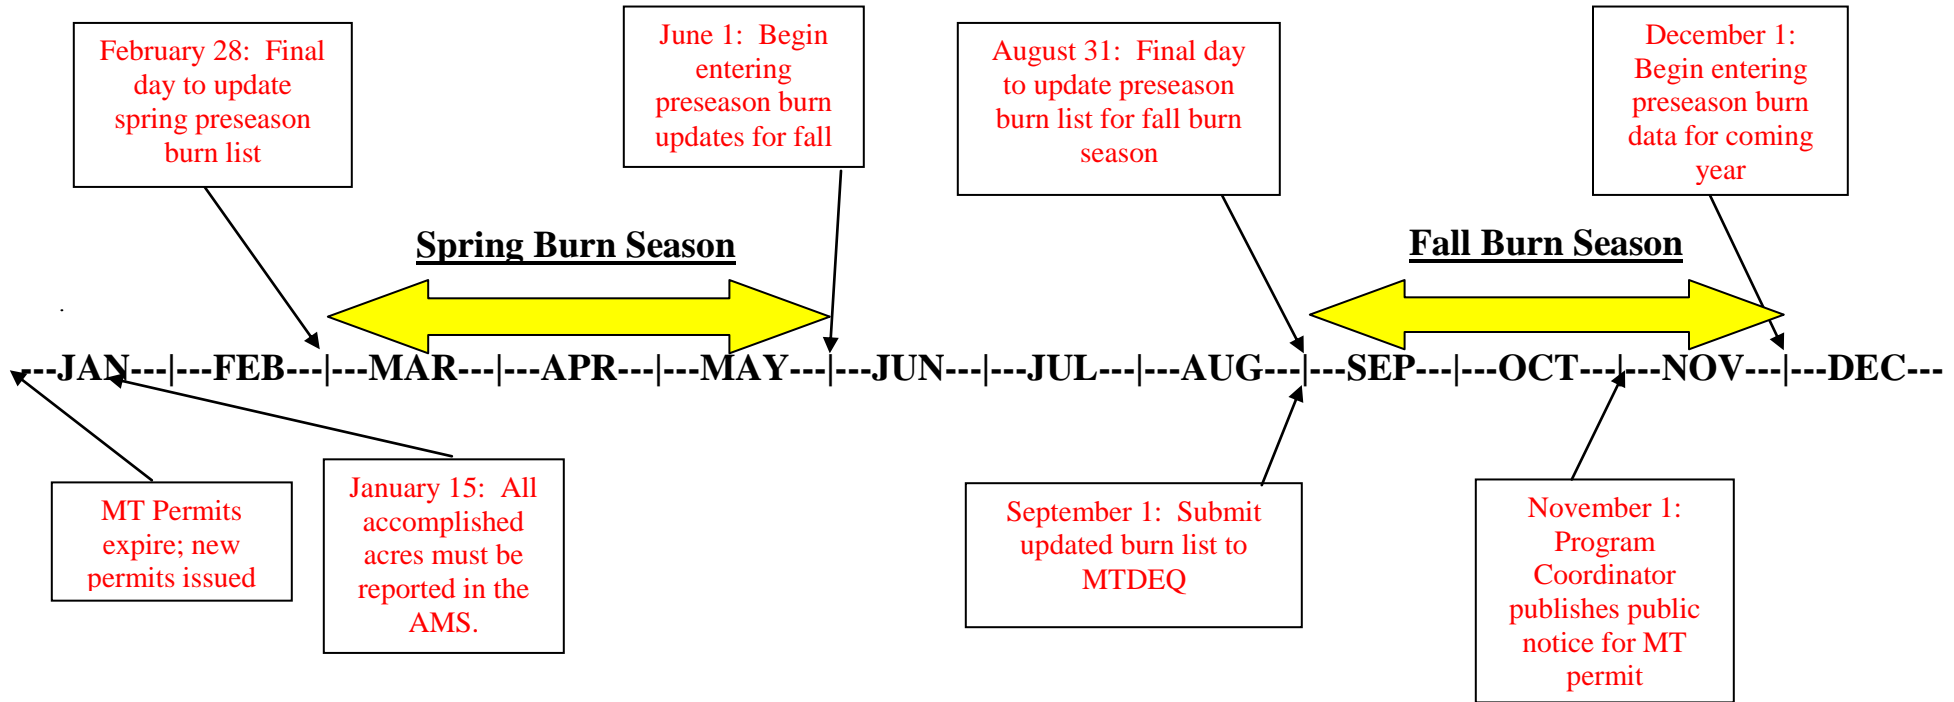 February 28:  Final
day to update
spring preseason
burn list
June 1:  Begin
entering
preseason burn
updates for fall
August 31:  Final day
to update preseason
burn list for fall burn
season
December 1:
Begin entering
preseason burn
data for coming
year
Spring Burn Season
Fall Burn Season
---JAN---|---FEB---|---MAR---|---APR---|---MAY---|---JUN---|---JUL---|---AUG---|---SEP---|---OCT---|---NOV---|---DEC---
MT Permits
expire; new
permits issued
January 15:  All
accomplished
acres must be
reported in the
AMS.
September 1:  Submit
updated burn list to
MTDEQ
November 1:
Program
Coordinator
publishes public
notice for MT
permit